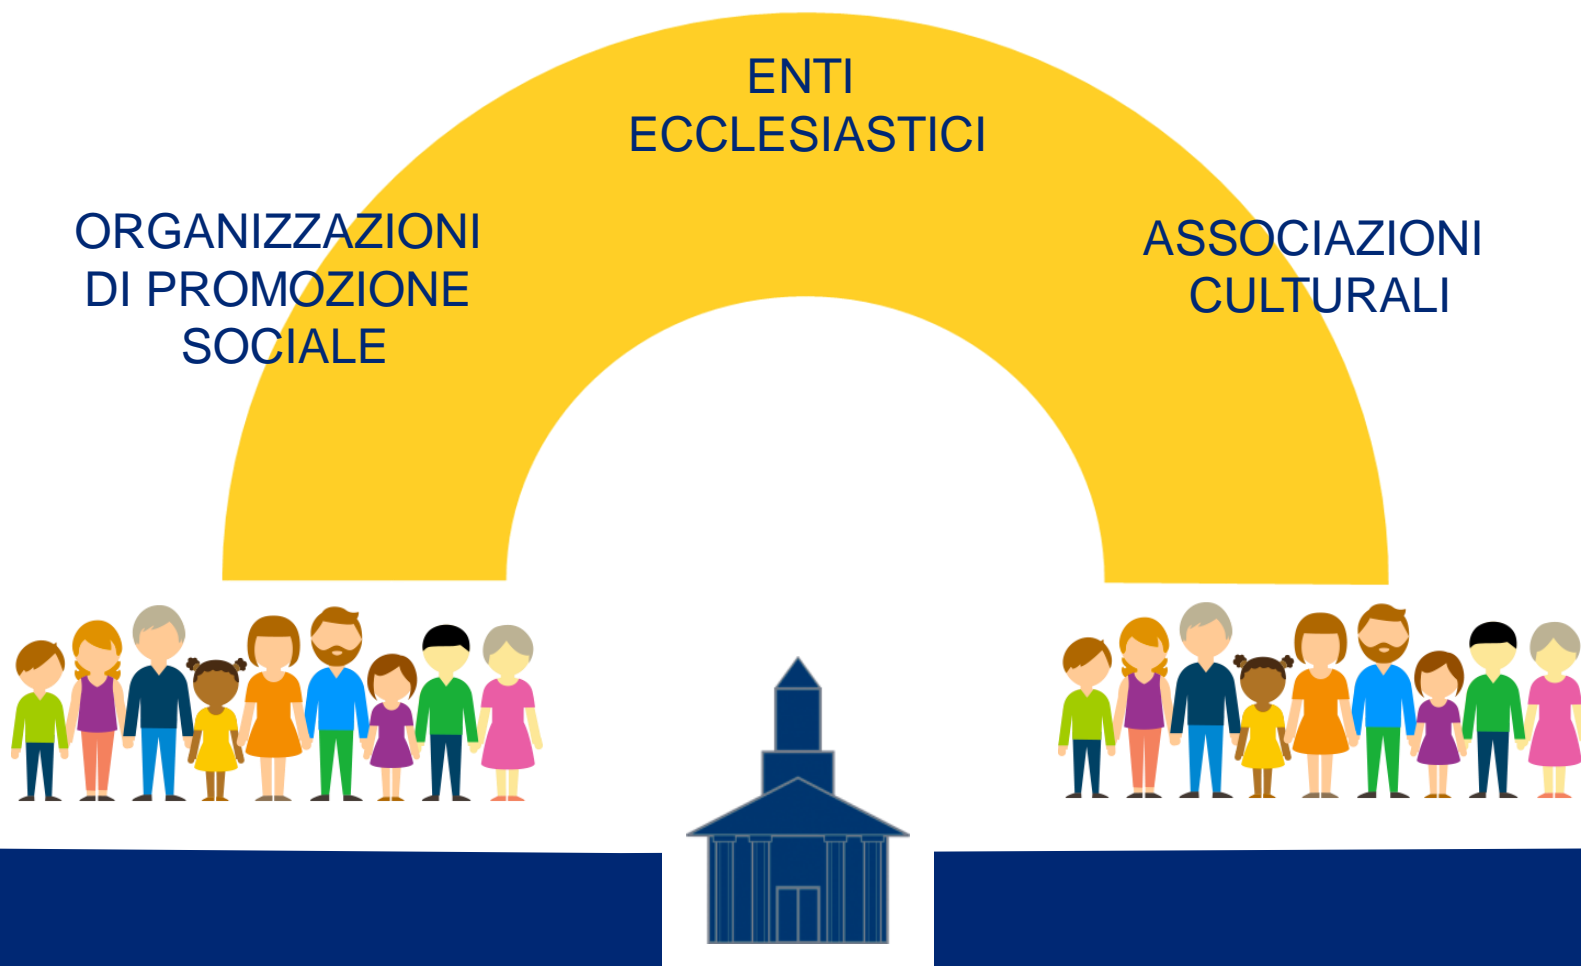 ENTI
ECCLESIASTICI
ORGANIZZAZIONI
DI PROMOZIONE
SOCIALE
ASSOCIAZIONI
CULTURALI